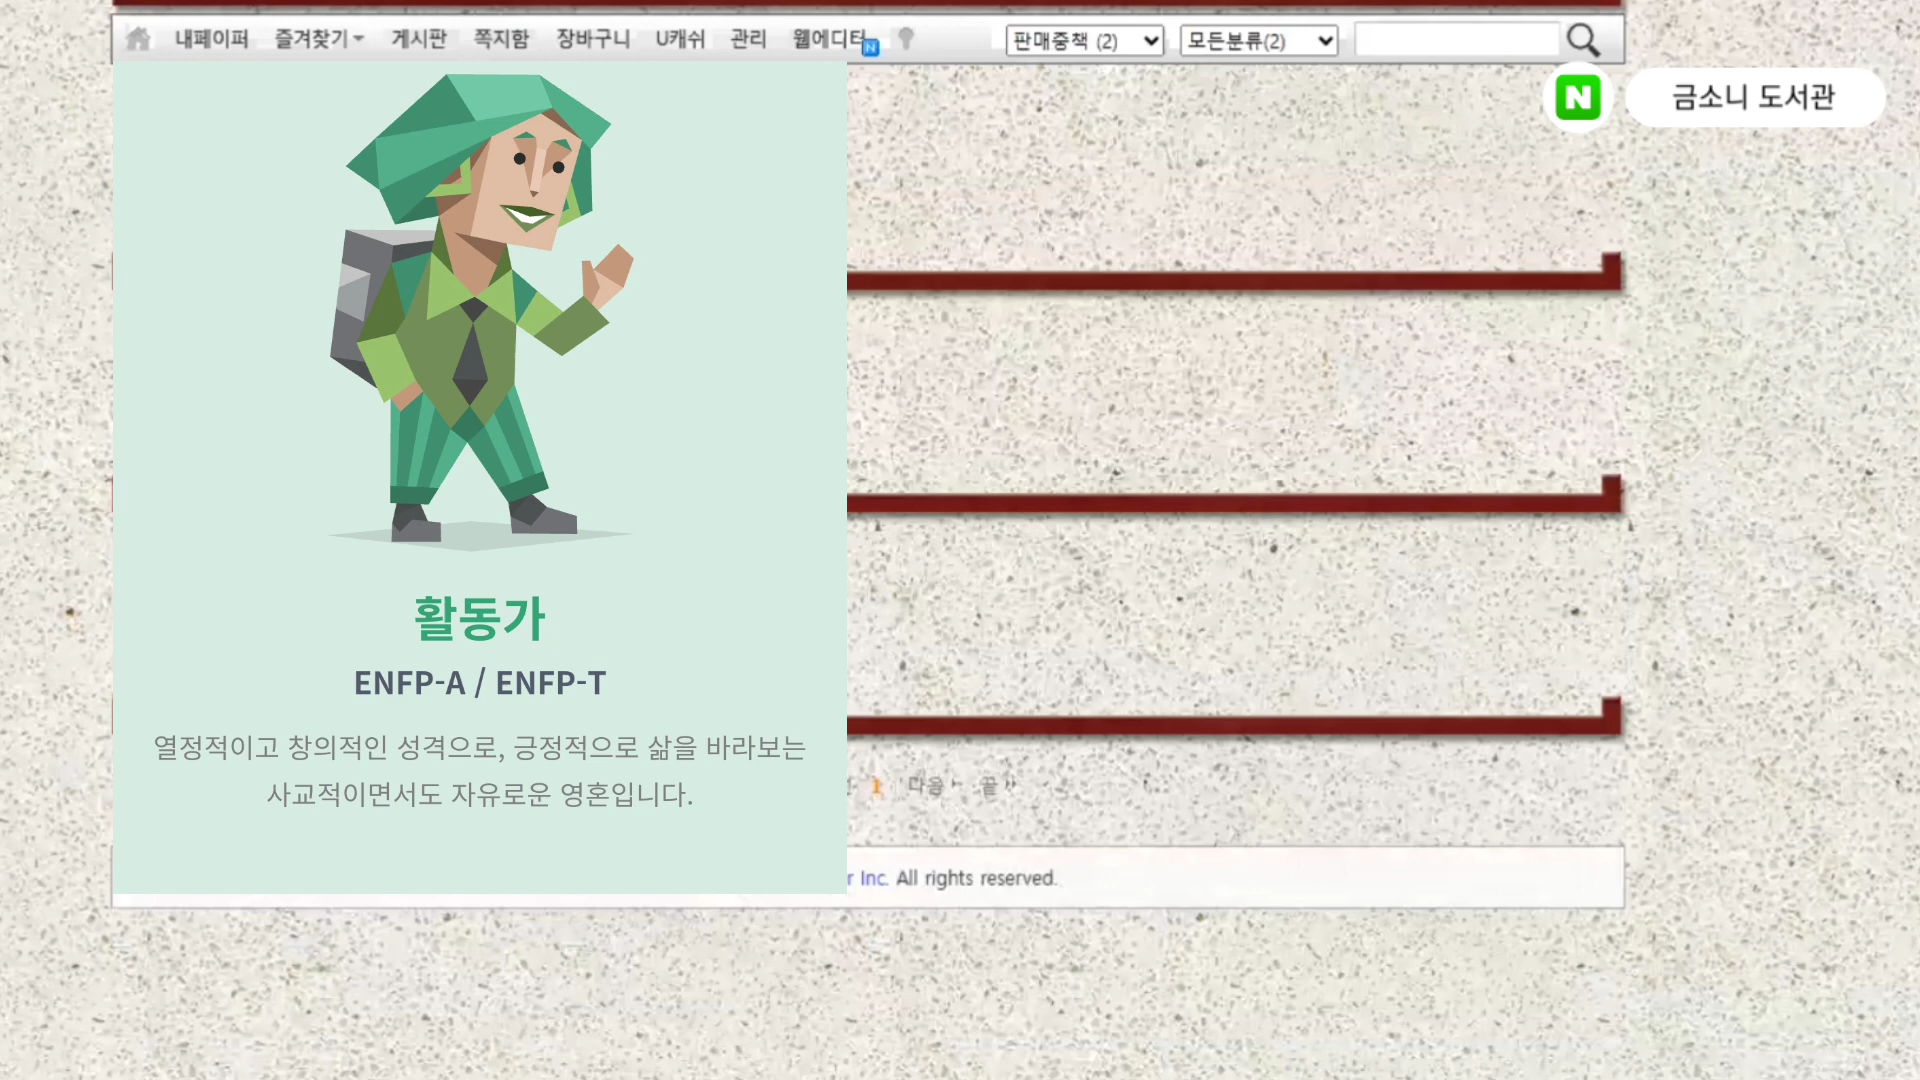 내페이퍼 즐겨찾기 게시판 쪽지함 장바구니 U캐쉬 관리 웹에디터 N 판매중책 (2) 모든분류(2)
N 금소니 도서관
활동가
ENFP-A / ENFP-T
열정적이고 창의적인 성격으로, 긍정적으로 삶을 바라보는
사교적이면서도 자유로운 영혼입니다.
1 다음 끝
r Inc. All rights reserved.